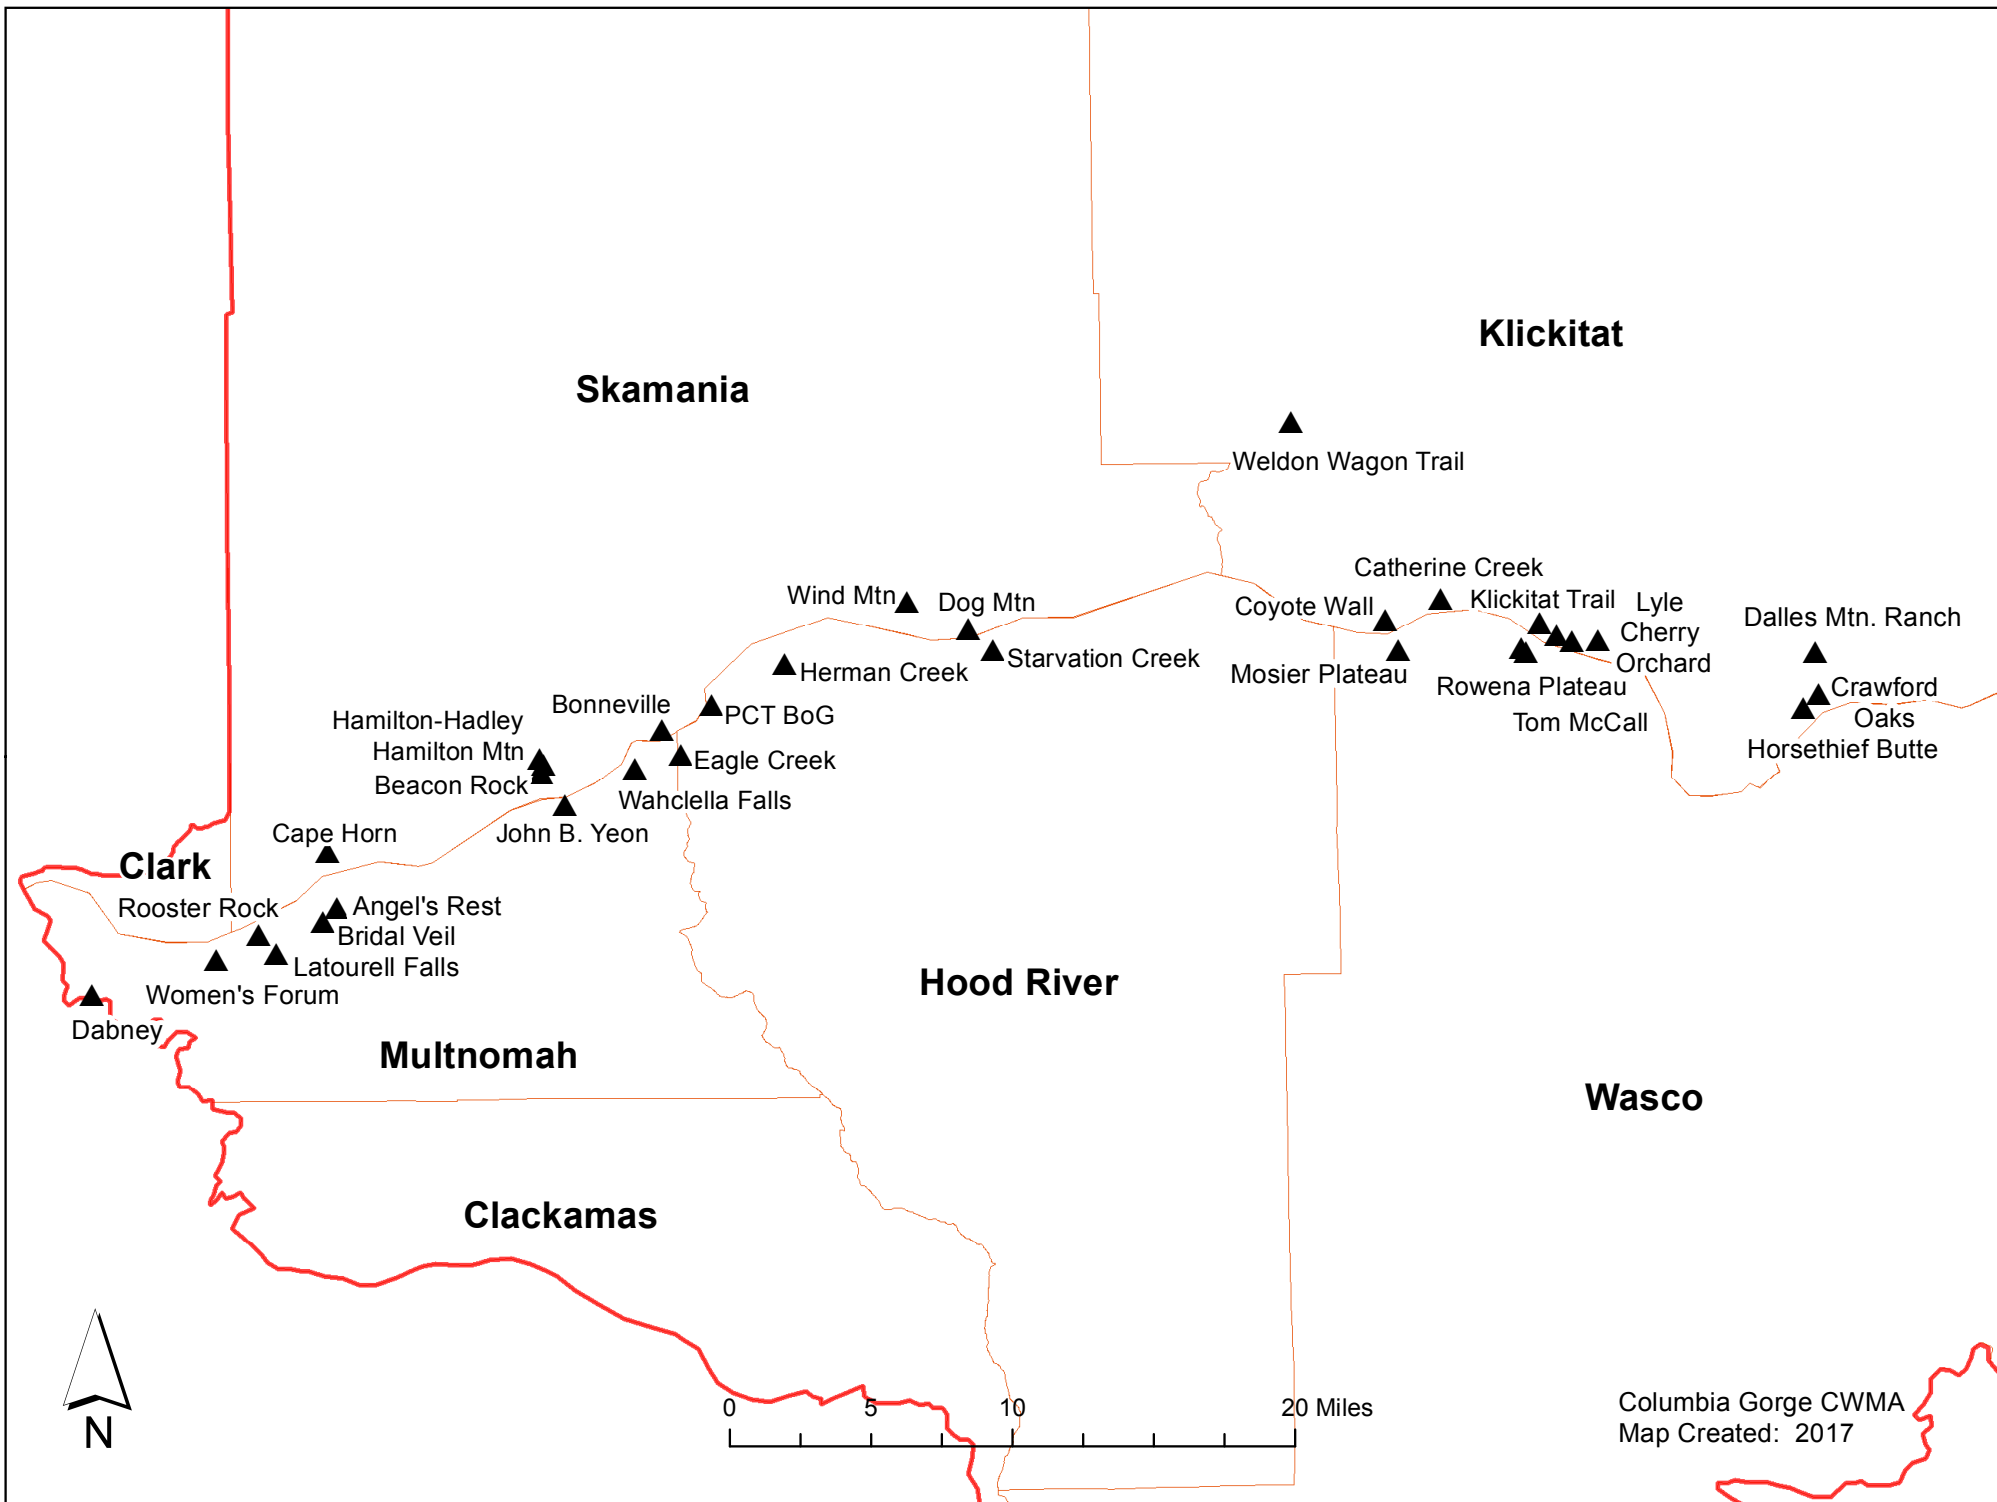 Klickitat
Skamania
Weldon Wagon Trail
Catherine Creek
Wind Mtn
Dog Mtn
Coyote Wall
Klickitat Trail
Lyle
Cherry
Orchard
Dalles Mtn. Ranch
Starvation Creek
Herman Creek
Mosier Plateau
Rowena Plateau
Tom McCall
Crawford
Oaks
Horsethief Butte
Bonneville
PCT BoG
Hamilton-Hadley
Hamilton Mtn
Beacon Rock
Eagle Creek
Wahclella Falls
John B. Yeon
Cape Horn
Clark
Rooster Rock
Angel's Rest
Bridal Veil
Latourell Falls
Women's Forum
Dabney
Hood River
Multnomah
Wasco
Clackamas
0 5 10 20 Miles
N
Columbia Gorge CWMA
Map Created: 2017